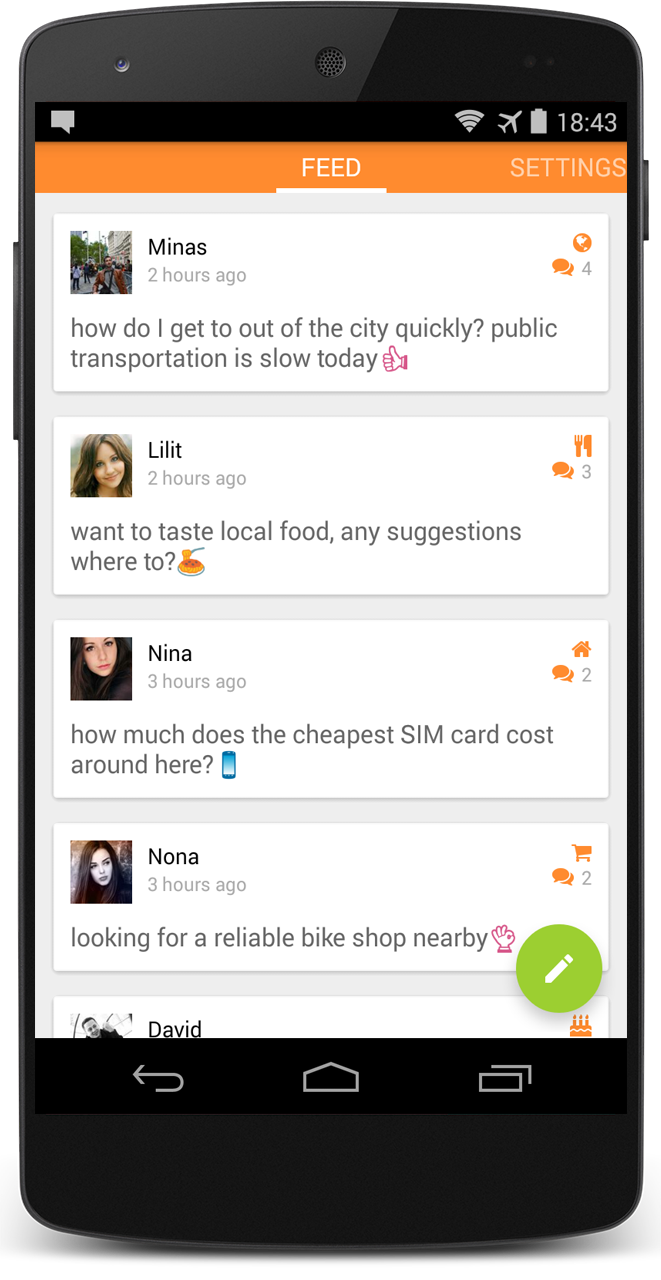 18:43
FEED
SETTINGS
Minas
2 hours ago
4
how do I get to out of the city quickly? public
transportation is slow today
Lilit
2 hours ago
3
want to taste local food, any suggestions
where to?
Nina
3 hours ago
2
how much does the cheapest SIM card cost
around here?
Nona
3 hours ago
2
looking for a reliable bike shop nearby
David